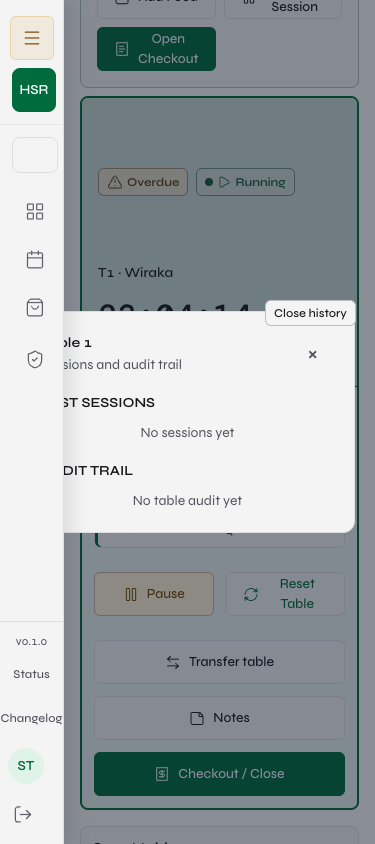 HSR
Session
Open
Checkout
Overdue
Running
T1 · Wiraka
Close history
ble 1
sions and audit trail
ST SESSIONS
No sessions yet
DIT TRAIL
No table audit yet
Pause
Reset
Table
Transfer table
Notes
Checkout / Close
v0.1.0
Status
Changelog
ST